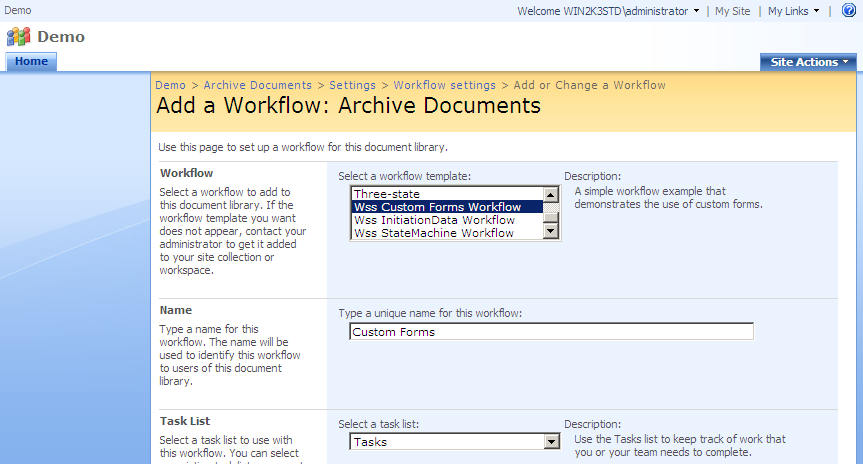 Demo
Welcome WIN2K3STD\administrator | My Site | My Links |
Demo
Home
Site Actions
Demo > Archive Documents > Settings > Workflow settings > Add or Change a Workflow
Add a Workflow: Archive Documents
Use this page to set up a workflow for this document library.
Workflow
Select a workflow to add to
this document library. If the
workflow template you want
does not appear, contact your
administrator to get it added
to your site collection or
workspace.
Select a workflow template:
Three-state
Wss Custom Forms Workflow
Wss InitiationData Workflow
Wss StateMachine Workflow
Description:
A simple workflow example that
demonstrates the use of custom forms.
Name
Type a name for this
workflow. The name will be
used to identify this workflow
to users of this document
library.
Type a unique name for this workflow:
Custom Forms
Task List
Select a task list to use with
this workflow. You can select
Select a task list:
Tasks
Description:
Use the Tasks list to keep track of work that
you or your team needs to complete.